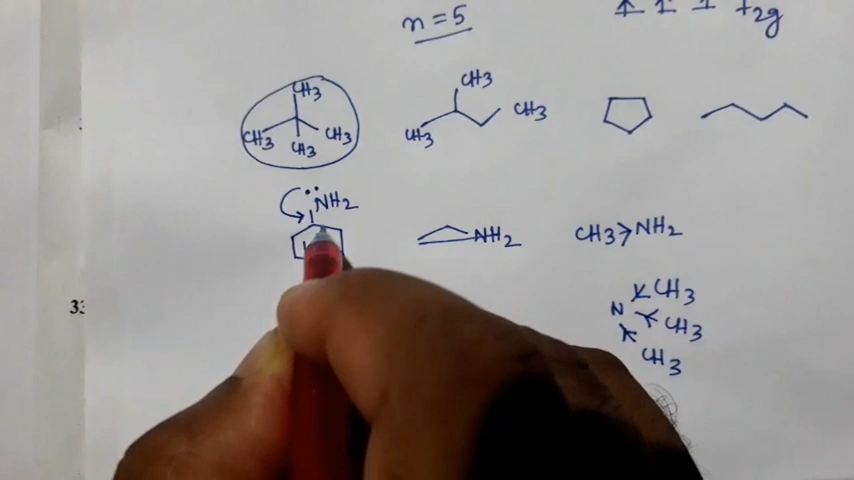 n=5
t2g
CH3 CH3
CH3 CH3 CH3 CH3 CH3
NH2
NH2 CH3>NH2
N CH3
CH3
CH3
33